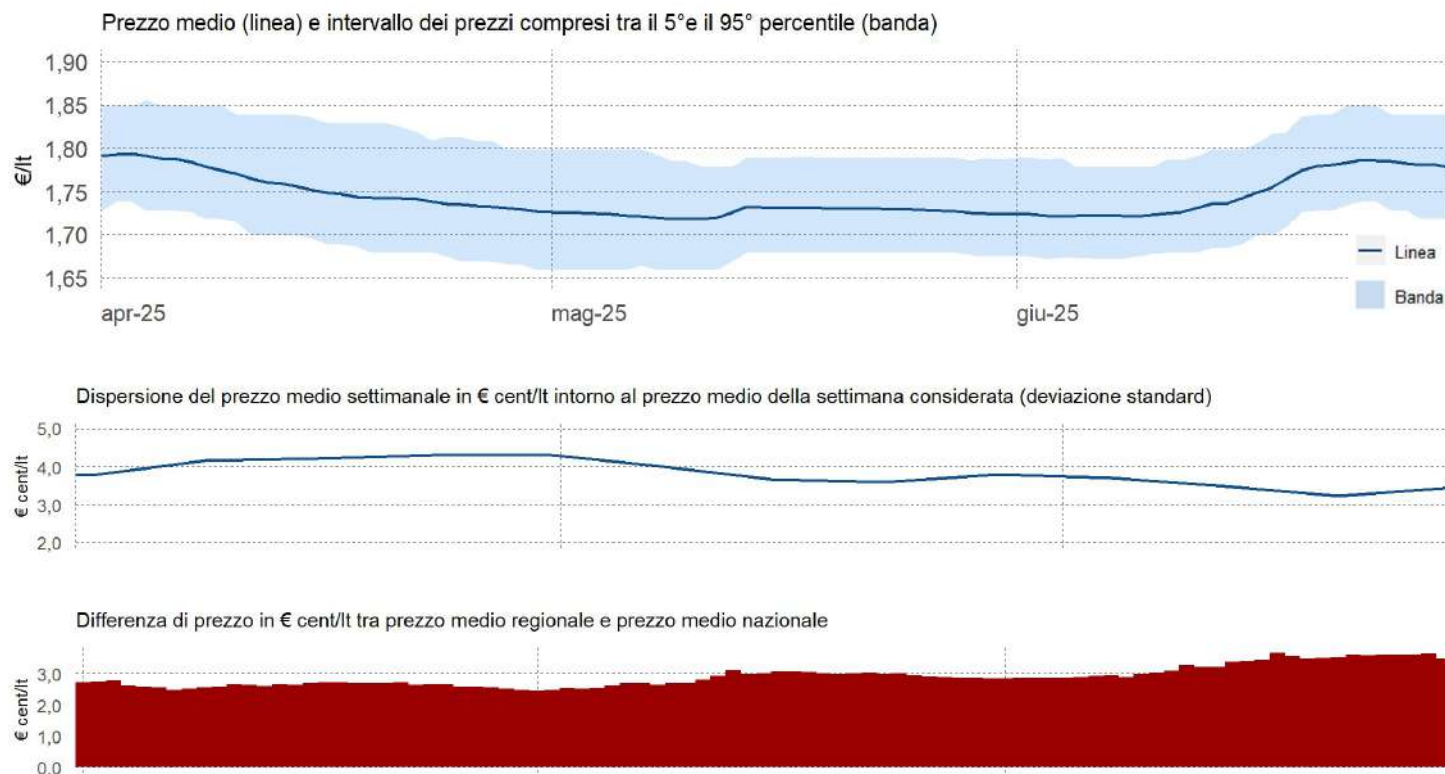 Prezzo medio (linea) e intervallo dei prezzi compresi tra il 5°e il 95° percentile (banda)
€/lt
1,90
1,85
1,80
1,75
1,70
1,65
apr-25
mag-25
giu-25
Linea
Banda
Dispersione del prezzo medio settimanale in € cent/lt intorno al prezzo medio della settimana considerata (deviazione standard)
€ cent/lt
5,0
4,0
3,0
2,0
Differenza di prezzo in € cent/lt tra prezzo medio regionale e prezzo medio nazionale
€ cent/lt
3,0
2,0
1,0
0,0